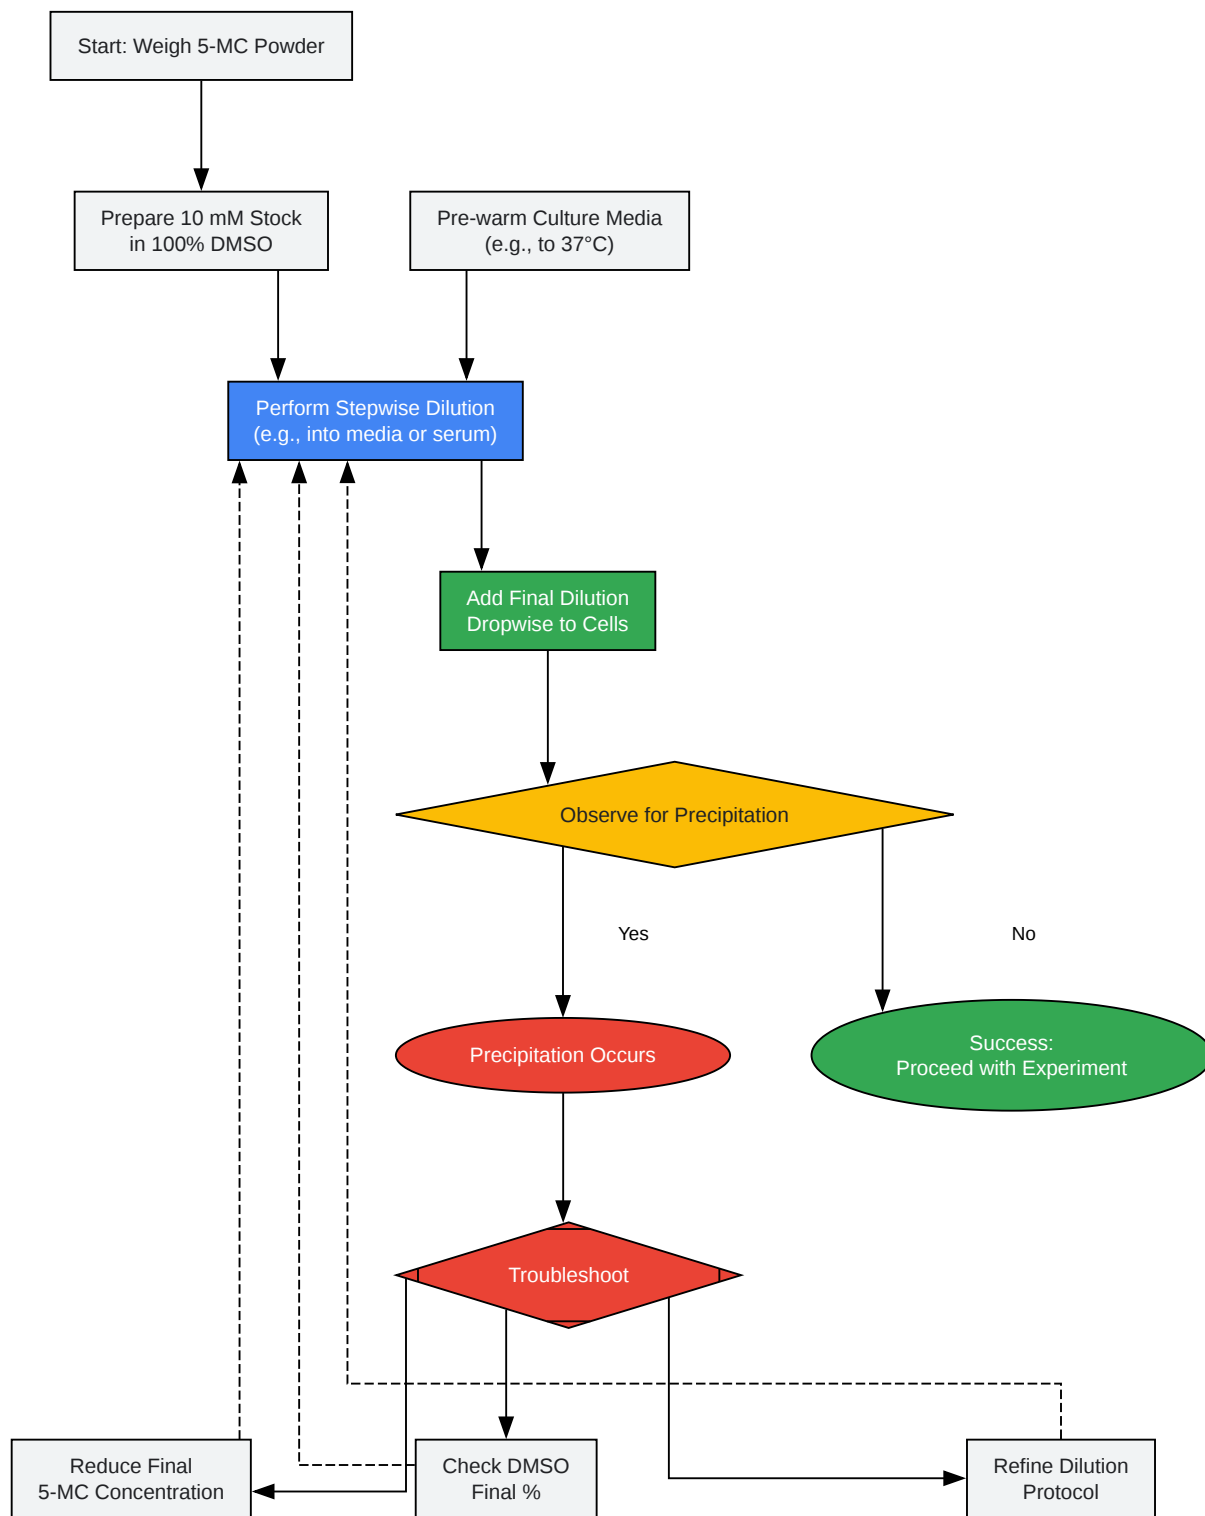 Start: Weigh 5-MC Powder
Prepare 10 mM Stock
in 100% DMSO
Pre-warm Culture Media
(e.g., to 37°C)
Perform Stepwise Dilution
(e.g., into media or serum)
Add Final Dilution
Dropwise to Cells
Observe for Precipitation
Yes
No
Precipitation Occurs
Success:
Proceed with Experiment
Troubleshoot
Reduce Final
5-MC Concentration
Check DMSO
Final %
Refine Dilution
Protocol